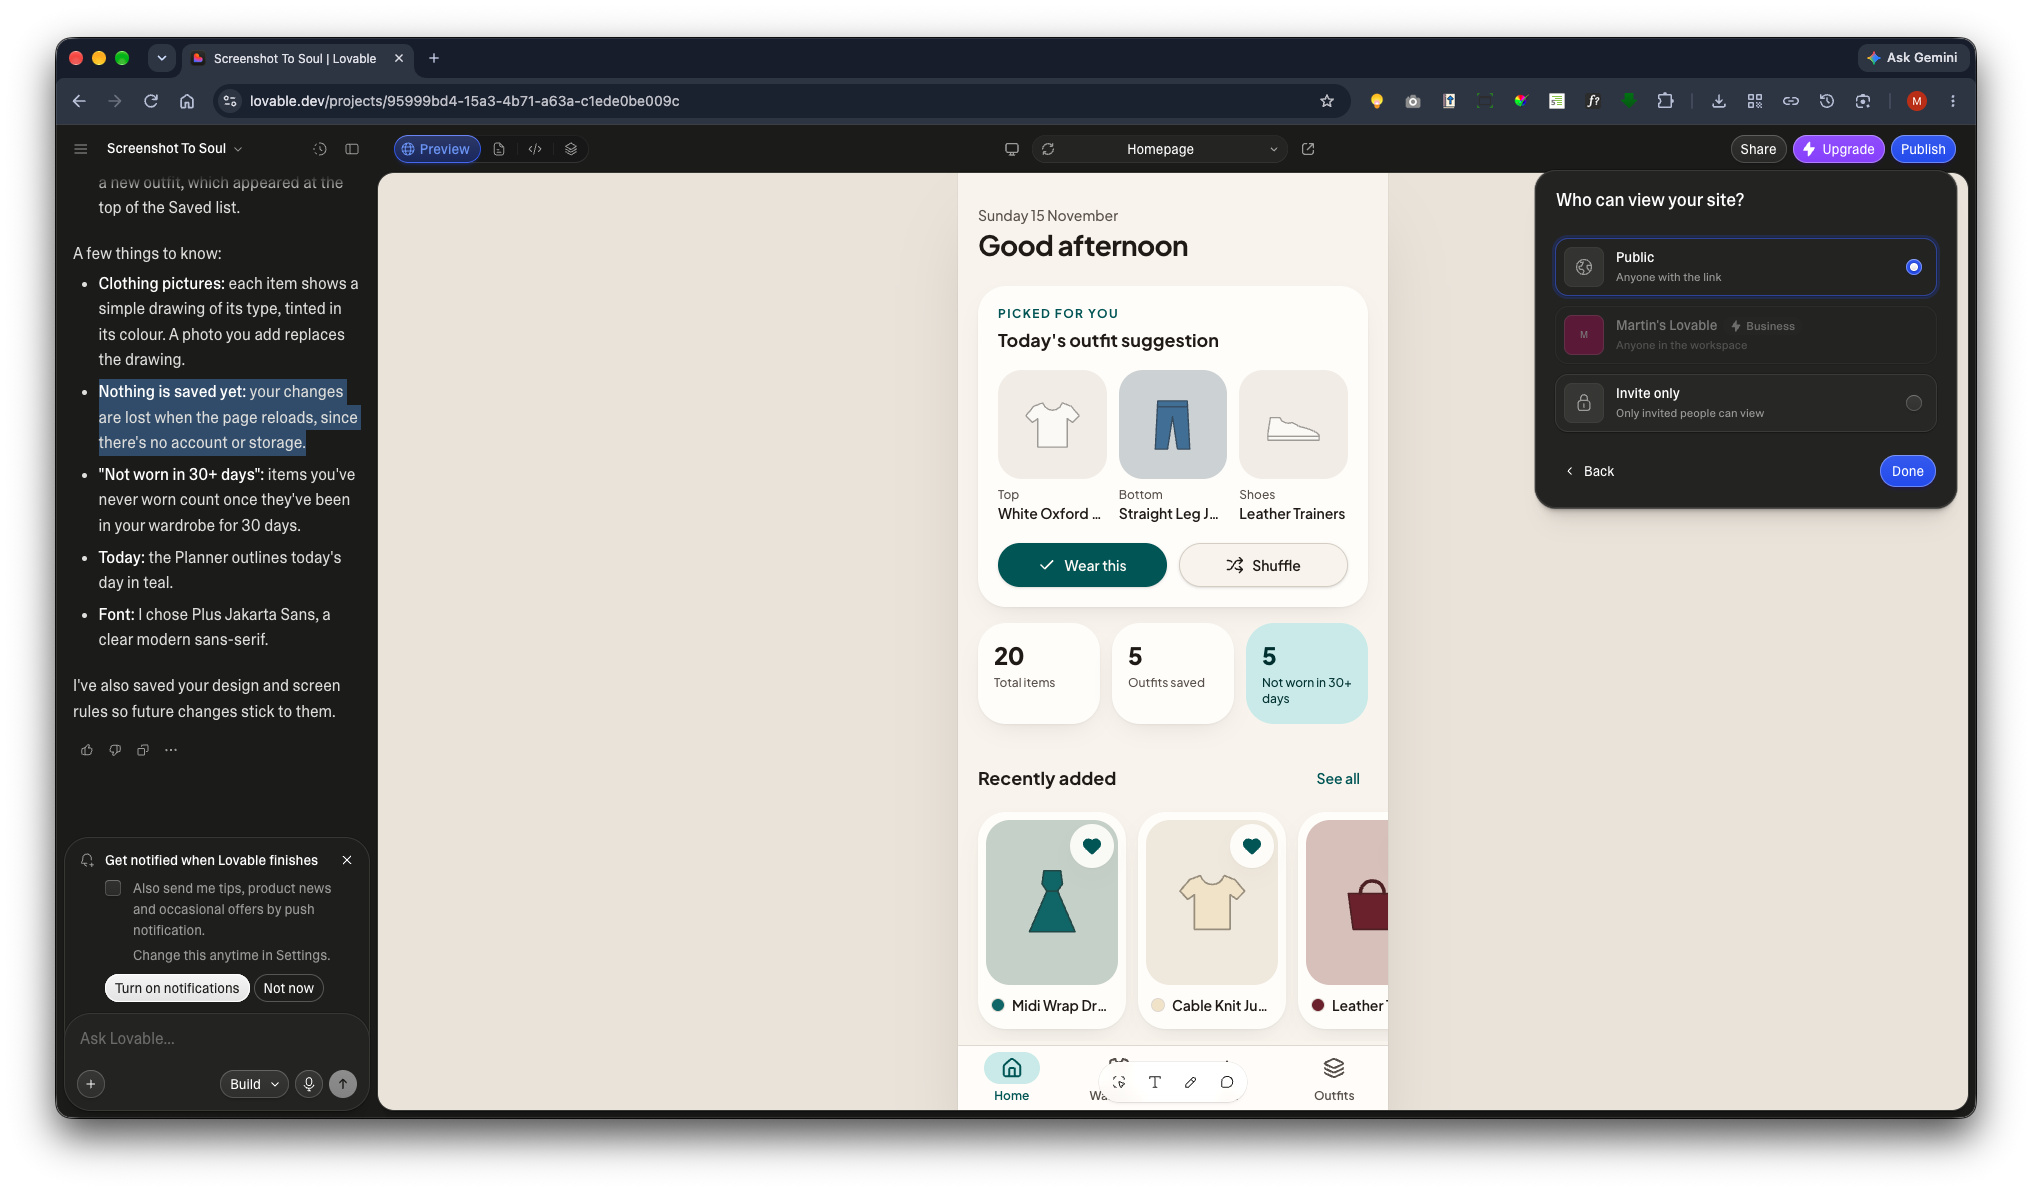 Screenshot To Soul | Lovable
Ask Gemini
lovable.dev/projects/95999bd4-15a3-4b71-a63a-c1ede0be009c
f?
M
Screenshot To Soul
Preview
Homepage
Share
Upgrade
Publish
a new outfit, which appeared at the
top of the Saved list.
A few things to know:
Clothing pictures: each item shows a
simple drawing of its type, tinted in
its colour. A photo you add replaces
the drawing.
Nothing is saved yet: your changes
are lost when the page reloads, since
there's no account or storage.
"Not worn in 30+ days": items you've
never worn count once they've been
in your wardrobe for 30 days.
Today: the Planner outlines today's
day in teal.
Font: I chose Plus Jakarta Sans, a
clear modern sans-serif.
I've also saved your design and screen
rules so future changes stick to them.
Get notified when Lovable finishes
Also send me tips, product news
and occasional offers by push
notification.
Change this anytime in Settings.
Turn on notifications
Not now
Ask Lovable...
Build
Sunday 15 November
Good afternoon
PICKED FOR YOU
Today's outfit suggestion
Top
White Oxford ...
Bottom
Straight Leg J...
Shoes
Leather Trainers
Wear this
Shuffle
20
Total items
5
Outfits saved
5
Not worn in 30+
days
Recently added
See all
Midi Wrap Dr...
Cable Knit Ju...
Leather
Home
Wa
Outfits
Who can view your site?
Public
Anyone with the link
M
Martin's Lovable
Business
Anyone in the workspace
Invite only
Only invited people can view
Back
Done